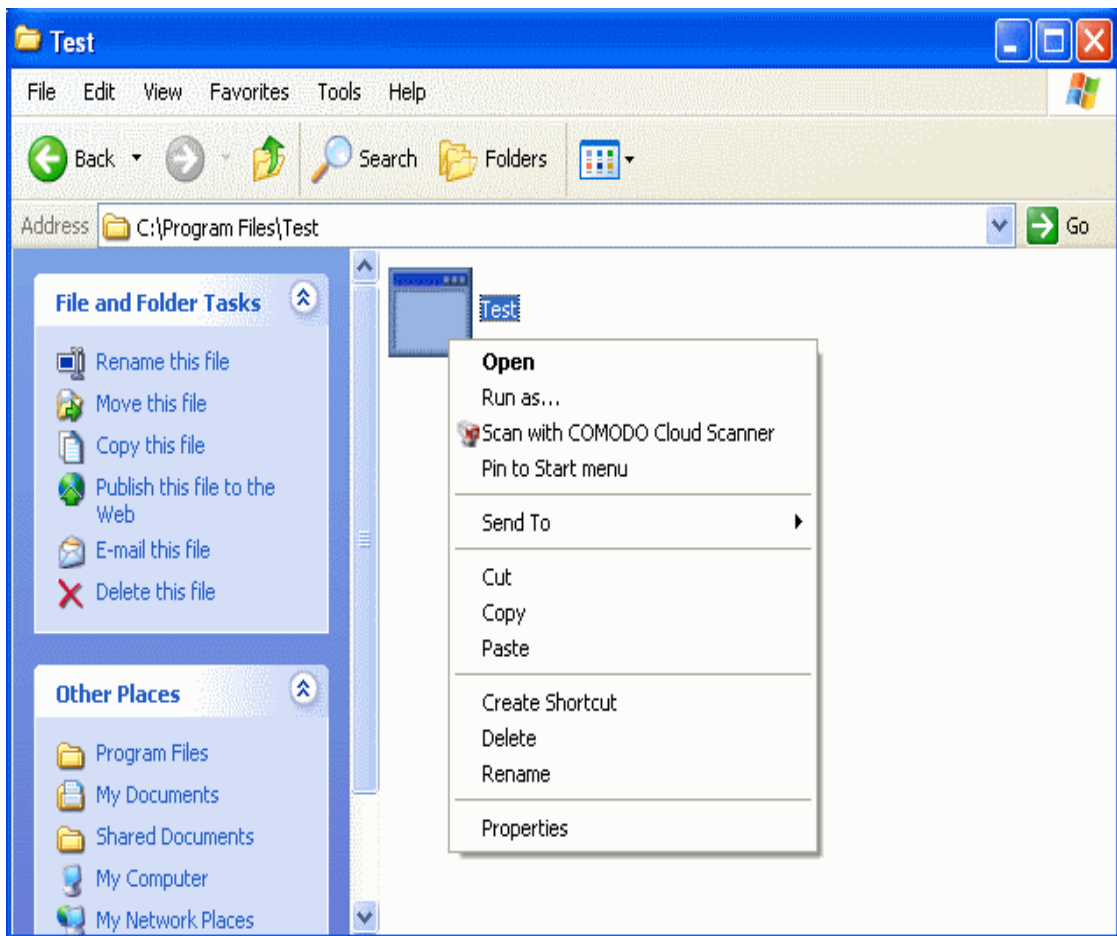 Test
File Edit View Favorites Tools Help
Back Search Folders
Address C:\Program Files\Test Go
File and Folder Tasks
Rename this file
Move this file
Copy this file
Publish this file to the
Web
E-mail this file
Delete this file
Other Places
Program Files
My Documents
Shared Documents
My Computer
My Network Places
Test
Open
Run as...
Scan with COMODO Cloud Scanner
Pin to Start menu
Send To
Cut
Copy
Paste
Create Shortcut
Delete
Rename
Properties